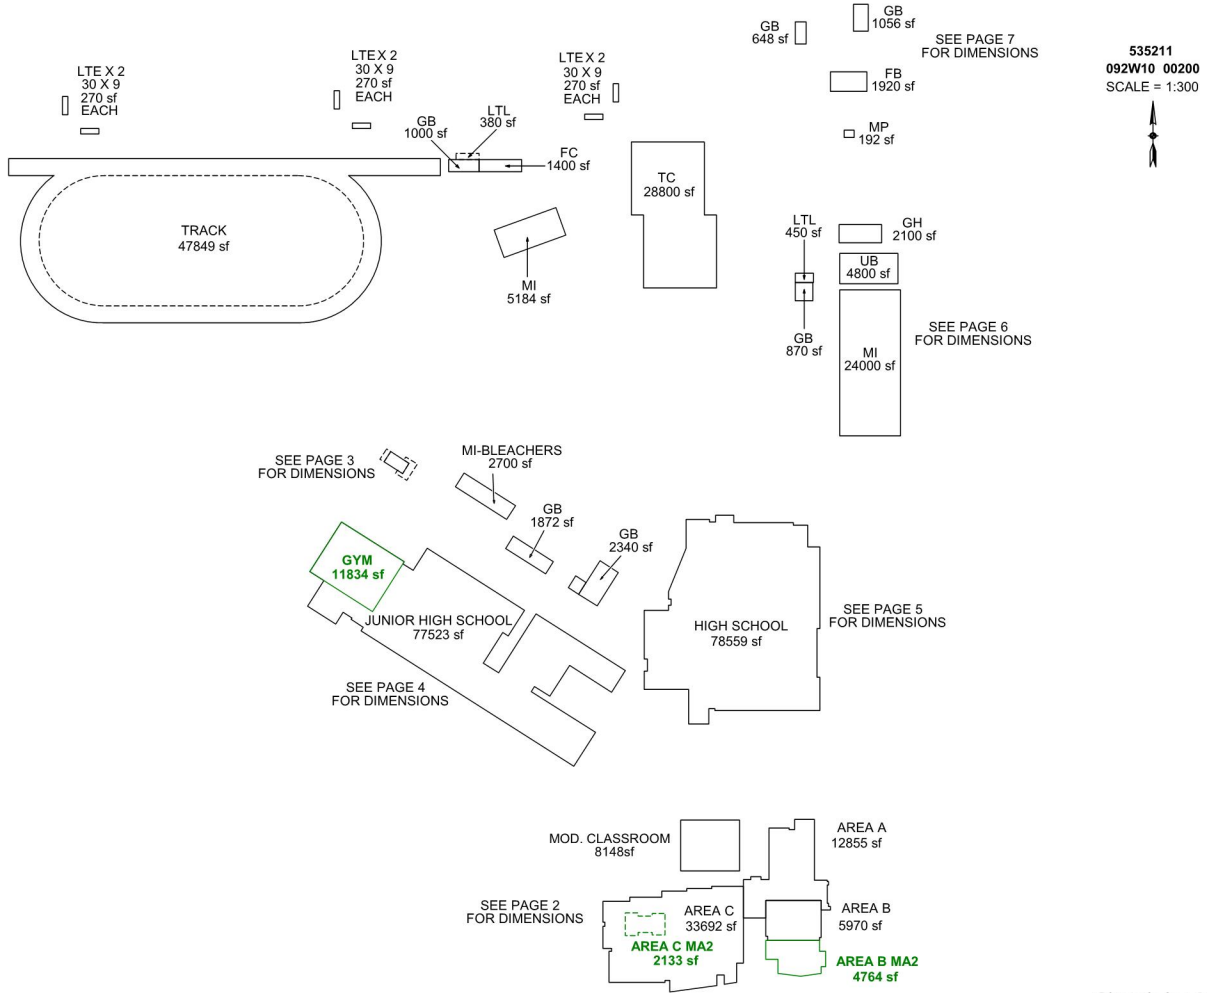 GB
648 sf
GB
1056 sf
SEE PAGE 7
FOR DIMENSIONS
535211
092W10 00200
SCALE = 1:300
LTE X 2
30 X 9
270 sf
EACH
LTE X 2
30 X 9
270 sf
EACH
LTE X 2
30 X 9
270 sf
EACH
FB
1920 sf
MP
192 sf
GB
1000 sf
LTL
380 sf
FC
1400 sf
TC
28800 sf
TRACK
47849 sf
MI
5184 sf
LTL
450 sf
GH
2100 sf
UB
4800 sf
GB
870 sf
MI
24000 sf
SEE PAGE 6
FOR DIMENSIONS
SEE PAGE 3
FOR DIMENSIONS
MI-BLEACHERS
2700 sf
GB
1872 sf
GB
2340 sf
GYM
11834 sf
JUNIOR HIGH SCHOOL
77523 sf
HIGH SCHOOL
78559 sf
SEE PAGE 5
FOR DIMENSIONS
SEE PAGE 4
FOR DIMENSIONS
MOD. CLASSROOM
8148sf
AREA A
12855 sf
SEE PAGE 2
FOR DIMENSIONS
AREA C
33692 sf
AREA B
5970 sf
AREA C MA2
2133 sf
AREA B MA2
4764 sf